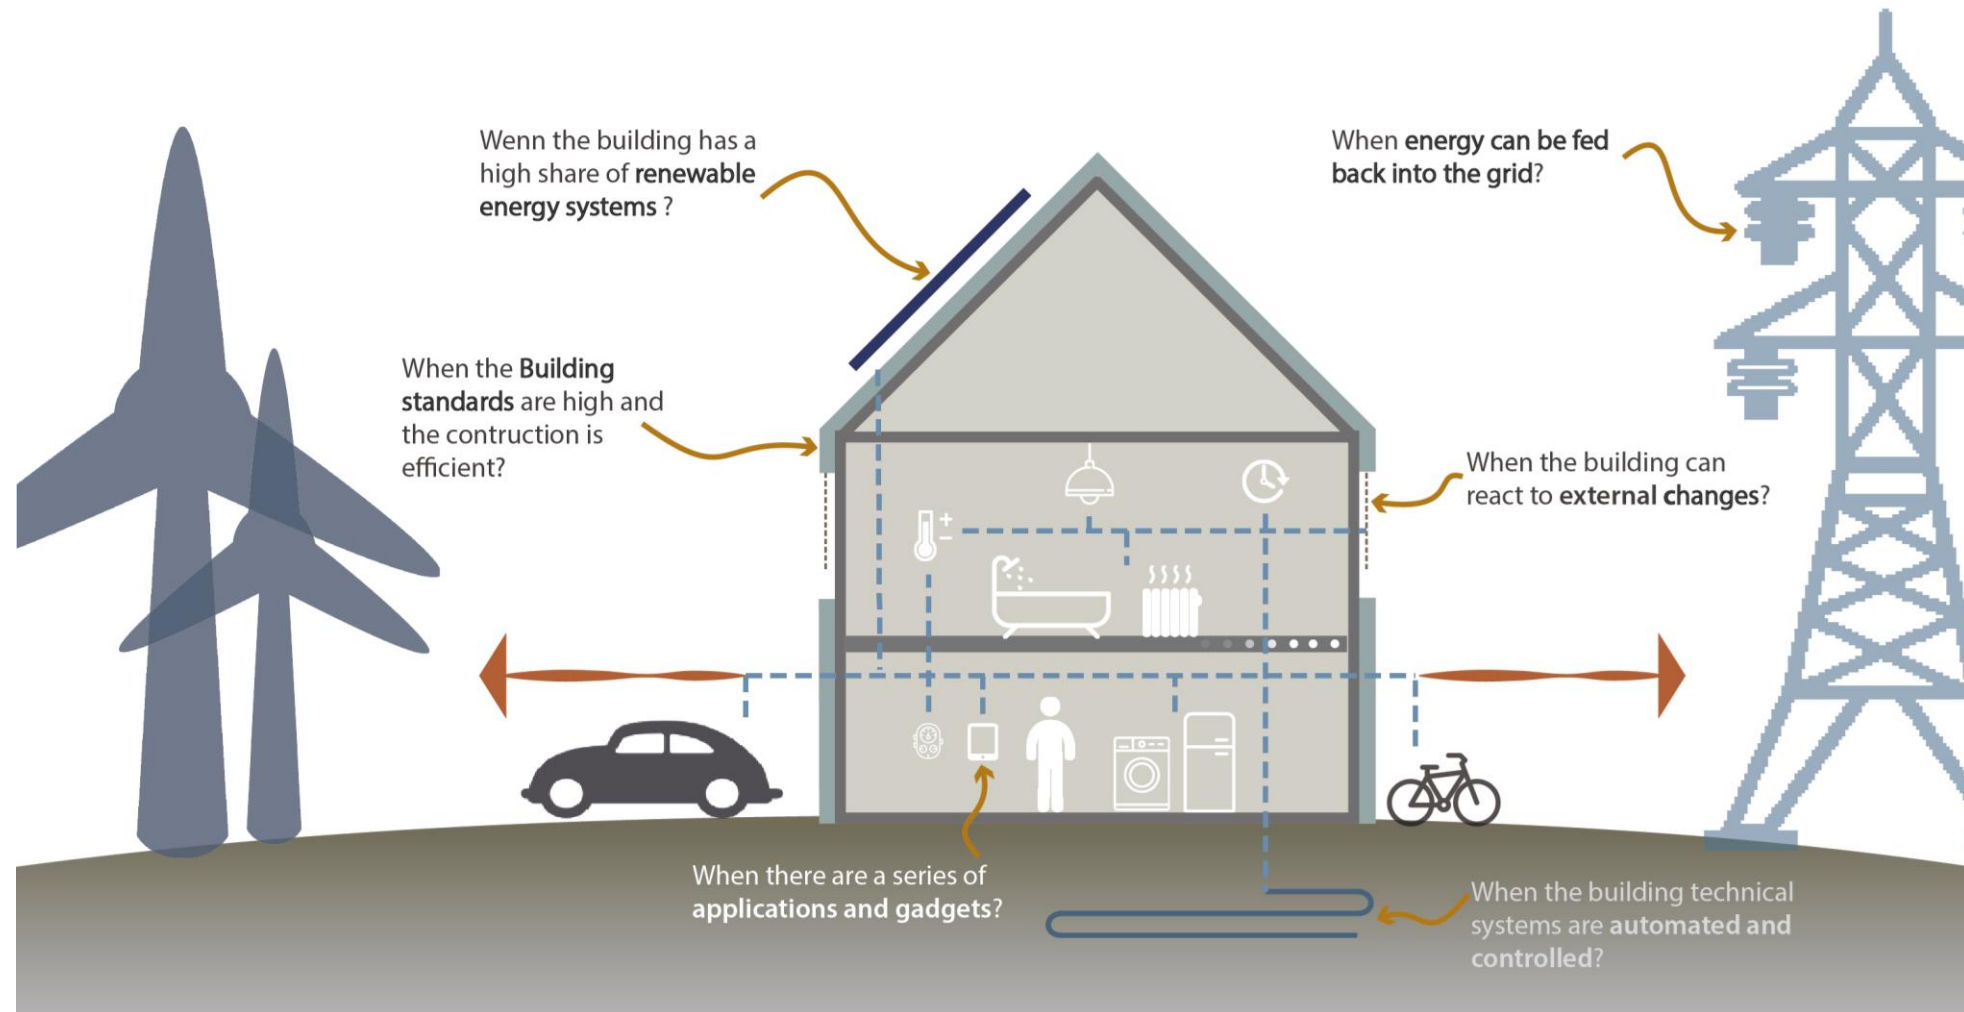 Wenn the building has a
high share of renewable
energy systems ?
When energy can be fed
back into the grid?
When the Building
standards are high and
the contruction is
efficient?
When the building can
react to external changes?
When there are a series of
applications and gadgets?
When the building technical
systems are automated and
controlled?